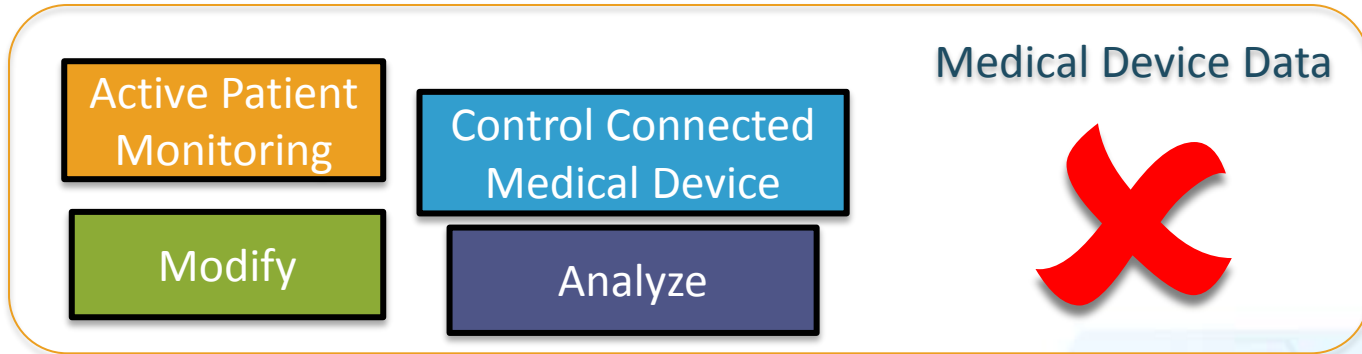 Active Patient
Monitoring
Control Connected
Medical Device
Modify
Analyze
Medical Device Data